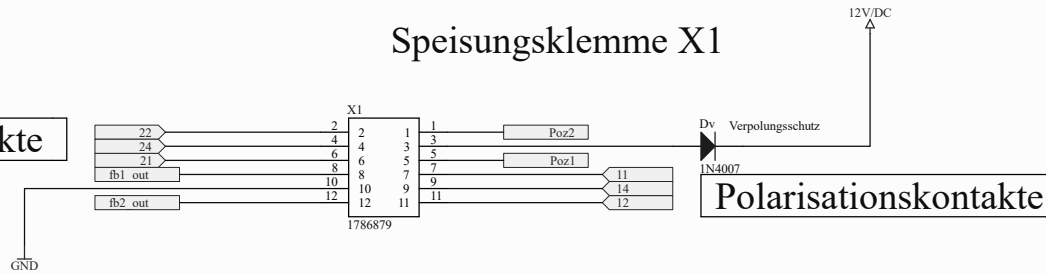 12V/DC
Speisungsklemme X1
X1
kte
22
2
2
1
1
Poz2
Dv
Verpolungsschutz
24
4
4
3
3
21
6
6
5
5
Poz1
fb1_out
8
8
7
7
11
1N4007
10
10
9
9
14
fb2_out
12
12
11
11
12
Polarisationskontakte
1786879
GND